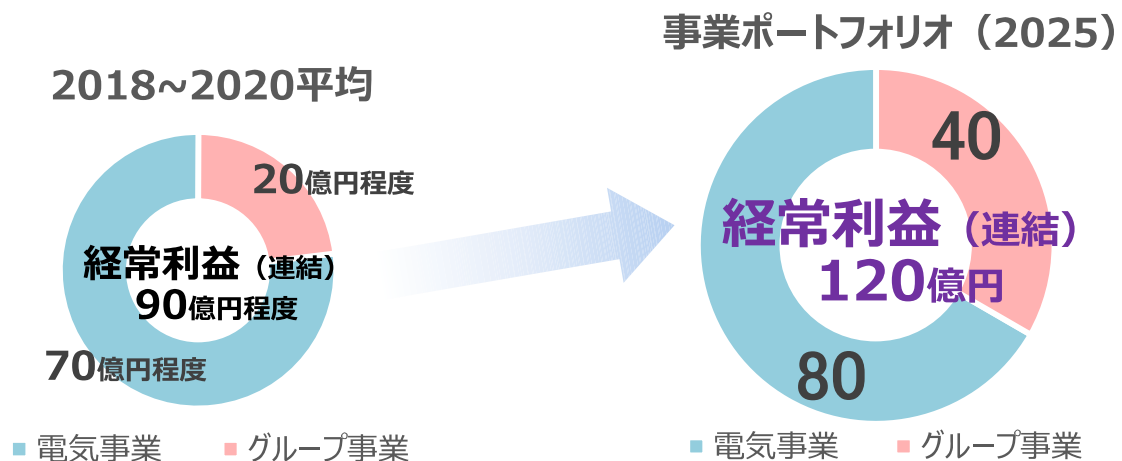 2018~2020平均
20億円程度
経常利益（連結）
90億円程度
70億円程度
電気事業
グループ事業
事業ポートフォリオ（2025）
40
経常利益（連結）
120億円
80
電気事業
グループ事業